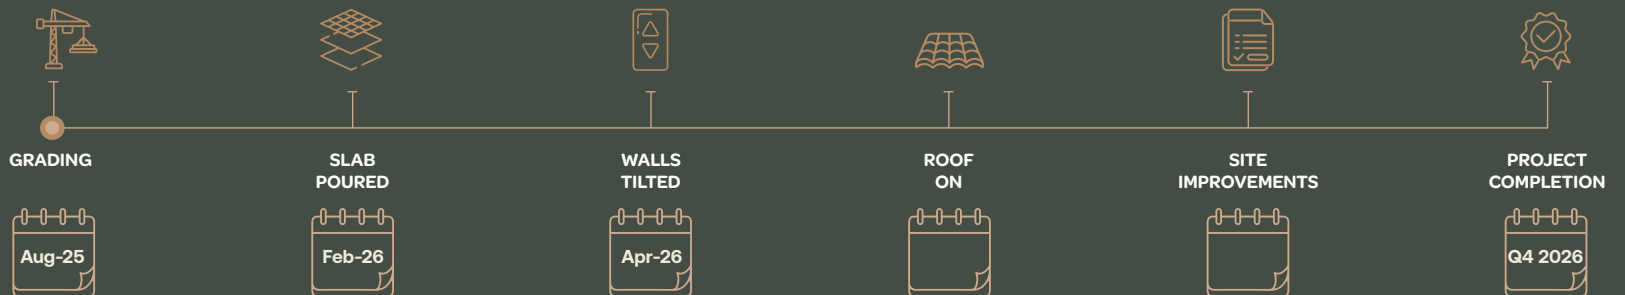 GRADING
SLAB
POURED
WALLS
TILTED
ROOF
ON
SITE
IMPROVEMENTS
PROJECT
COMPLETION
Aug-25
Feb-26
Apr-26
Q4 2026